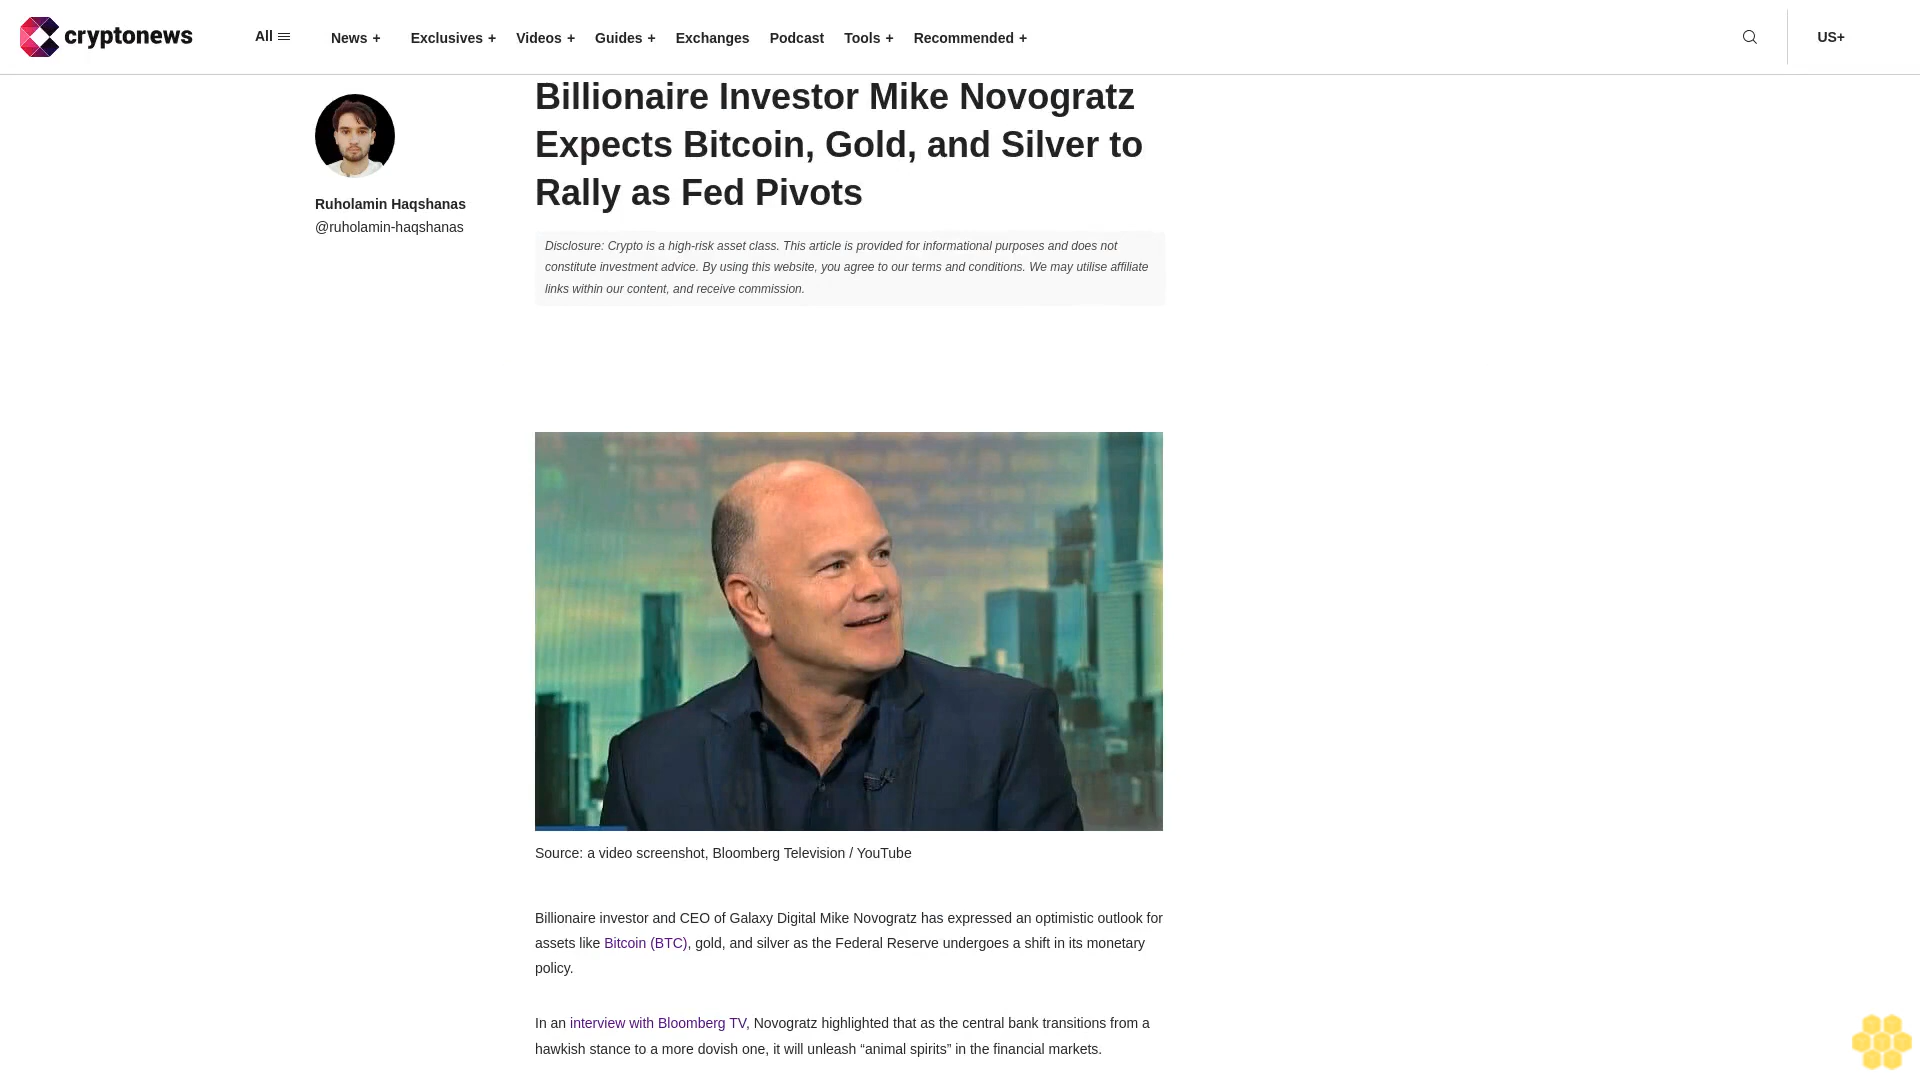 cryptonews
All
News +
Exclusives +
Videos +
Guides +
Exchanges
Podcast
Tools +
Recommended +
US+
Ruholamin Haqshanas
@ruholamin-haqshanas
Billionaire Investor Mike Novogratz
Expects Bitcoin, Gold, and Silver to
Rally as Fed Pivots
Disclosure: Crypto is a high-risk asset class. This article is provided for informational purposes and does not
constitute investment advice. By using this website, you agree to our terms and conditions. We may utilise affiliate
links within our content, and receive commission.
Source: a video screenshot, Bloomberg Television / YouTube
Billionaire investor and CEO of Galaxy Digital Mike Novogratz has expressed an optimistic outlook for
assets like Bitcoin (BTC), gold, and silver as the Federal Reserve undergoes a shift in its monetary
policy.
In an interview with Bloomberg TV, Novogratz highlighted that as the central bank transitions from a
hawkish stance to a more dovish one, it will unleash “animal spirits” in the financial markets.